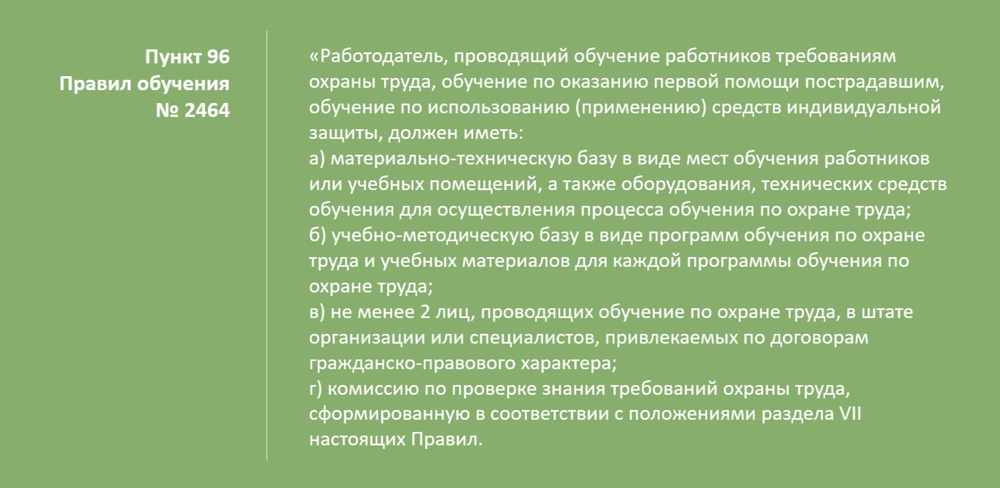 Пункт 96
Правил обучения
№ 2464
«Работодатель, проводящий обучение работников требованиям
охраны труда, обучение по оказанию первой помощи пострадавшим,
обучение по использованию (применению) средств индивидуальной
защиты, должен иметь:
а) материально-техническую базу в виде мест обучения работников
или учебных помещений, а также оборудования, технических средств
обучения для осуществления процесса обучения по охране труда;
б) учебно-методическую базу в виде программ обучения по охране
труда и учебных материалов для каждой программы обучения по
охране труда;
в) не менее 2 лиц, проводящих обучение по охране труда, в штате
организации или специалистов, привлекаемых по договорам
гражданско-правового характера;
г) комиссию по проверке знания требований охраны труда,
сформированную в соответствии с положениями раздела VII
настоящих Правил.